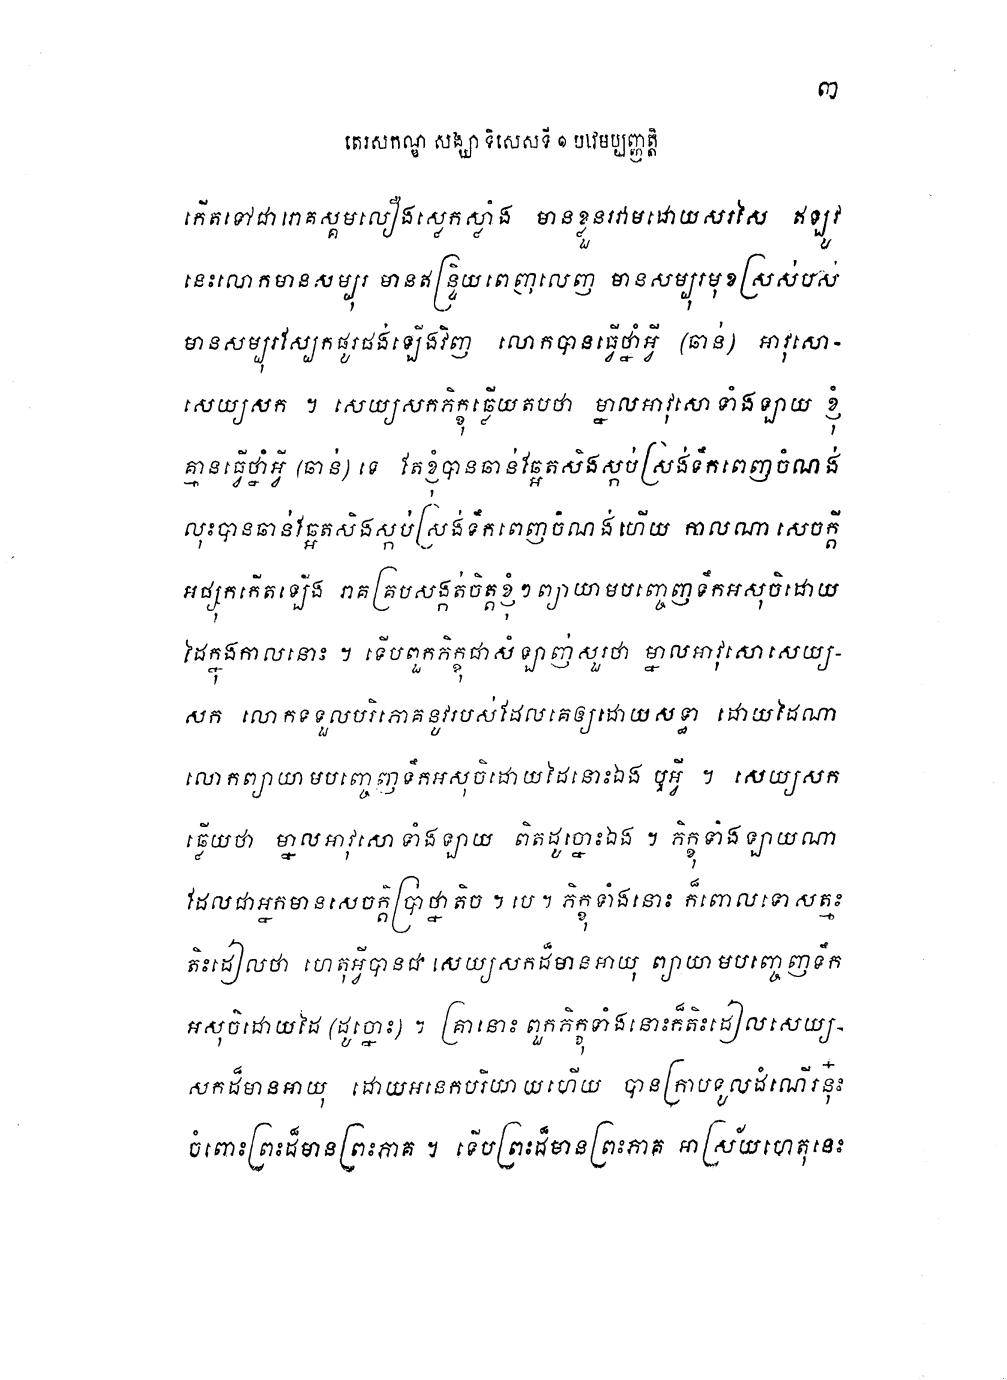 ៣
តេរសកណ្ឌ សង្ឃាទិសេសទី ១ បឋមប្បញ្ញត្តិ
កើតទៅជារោគស្គមលឿងស្លេកស្លាំង មានខ្លួនរវាមដោយសរសៃ ឥឡូវ
នេះលោកមានសម្បុរ មានឥន្ទ្រិយពេញលេញ មានសម្បុរមុខស្រស់បស់
មានសម្បុរស្បែកផូរផង់ឡើងវិញ លោកបានធ្វើថ្នាំអ្វី (ឆាន់) អាវុសោ-
សេយ្យសក ។ សេយ្យសកភិក្ខុឆ្លើយតបថា ម្នាលអាវុសោទាំងឡាយ ខ្ញុំ
គ្មានធ្វើថ្នាំអ្វី (ឆាន់) ទេ តែខ្ញុំបានឆាន់ឆ្អែតសិងស្កប់ស្រង់ទឹកពេញចំណង់
លុះបានឆាន់ឆ្អែតសិងស្កប់ស្រង់ទឹកពេញចំណង់ហើយ កាលណាសេចក្ដី
អផ្សុកកើតឡើង រាគគ្របសង្កត់ចិត្តខ្ញុំៗព្យាយាមបញ្ចេញទឹកអសុចិដោយ
ដៃក្នុងកាលនោះ ។ ទើបពួកភិក្ខុជាសំឡាញ់សួរថា ម្នាលអាវុសោសេយ្យ-
សក លោកទទួលបរិភោគនូវរបស់ដែលគេឲ្យដោយសទ្ធា ដោយដៃណា
លោកព្យាយាមបញ្ចេញទឹកអសុចិដោយដៃនោះឯង ឬអ្វី ។ សេយ្យសក
ឆ្លើយថា ម្នាលអាវុសោទាំងឡាយ ពិតដូច្នោះឯង ។ ភិក្ខុទាំងឡាយណា
ដែលជាអ្នកមានសេចក្ដីប្រាថ្នាតិច ។ បេ ។ ភិក្ខុទាំងនោះ ក៏ពោលទោសត្មះ
តិះដៀលថា ហេតុអ្វីបានជា សេយ្យសកដ៏មានអាយុ ព្យាយាមបញ្ចេញទឹក
អសុចិដោយដៃ (ដូច្នោះ) ។ គ្រានោះ ពួកភិក្ខុទាំងនោះក៏តិះដៀលសេយ្យ-
សកដ៏មានអាយុ ដោយអនេកបរិយាយហើយ បានក្រាបទូលដំណើរនុ៎ះ
ចំពោះព្រះដ៏មានព្រះភាគ ។ ទើបព្រះដ៏មានព្រះភាគ អាស្រ័យហេតុនេះ